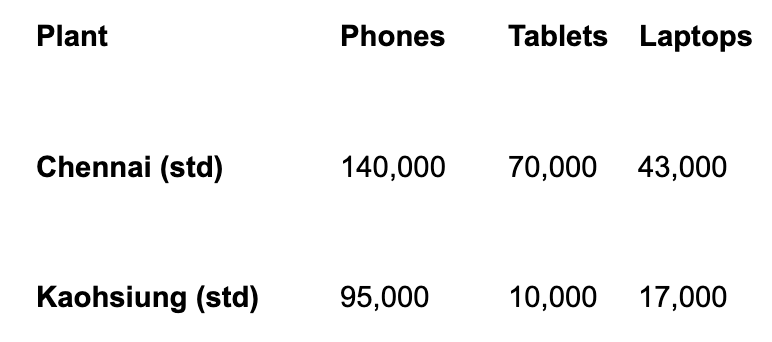 Plant Phones Tablets Laptops
Chennai (std) 140,000 70,000 43,000
Kaohsiung (std) 95,000 10,000 17,000